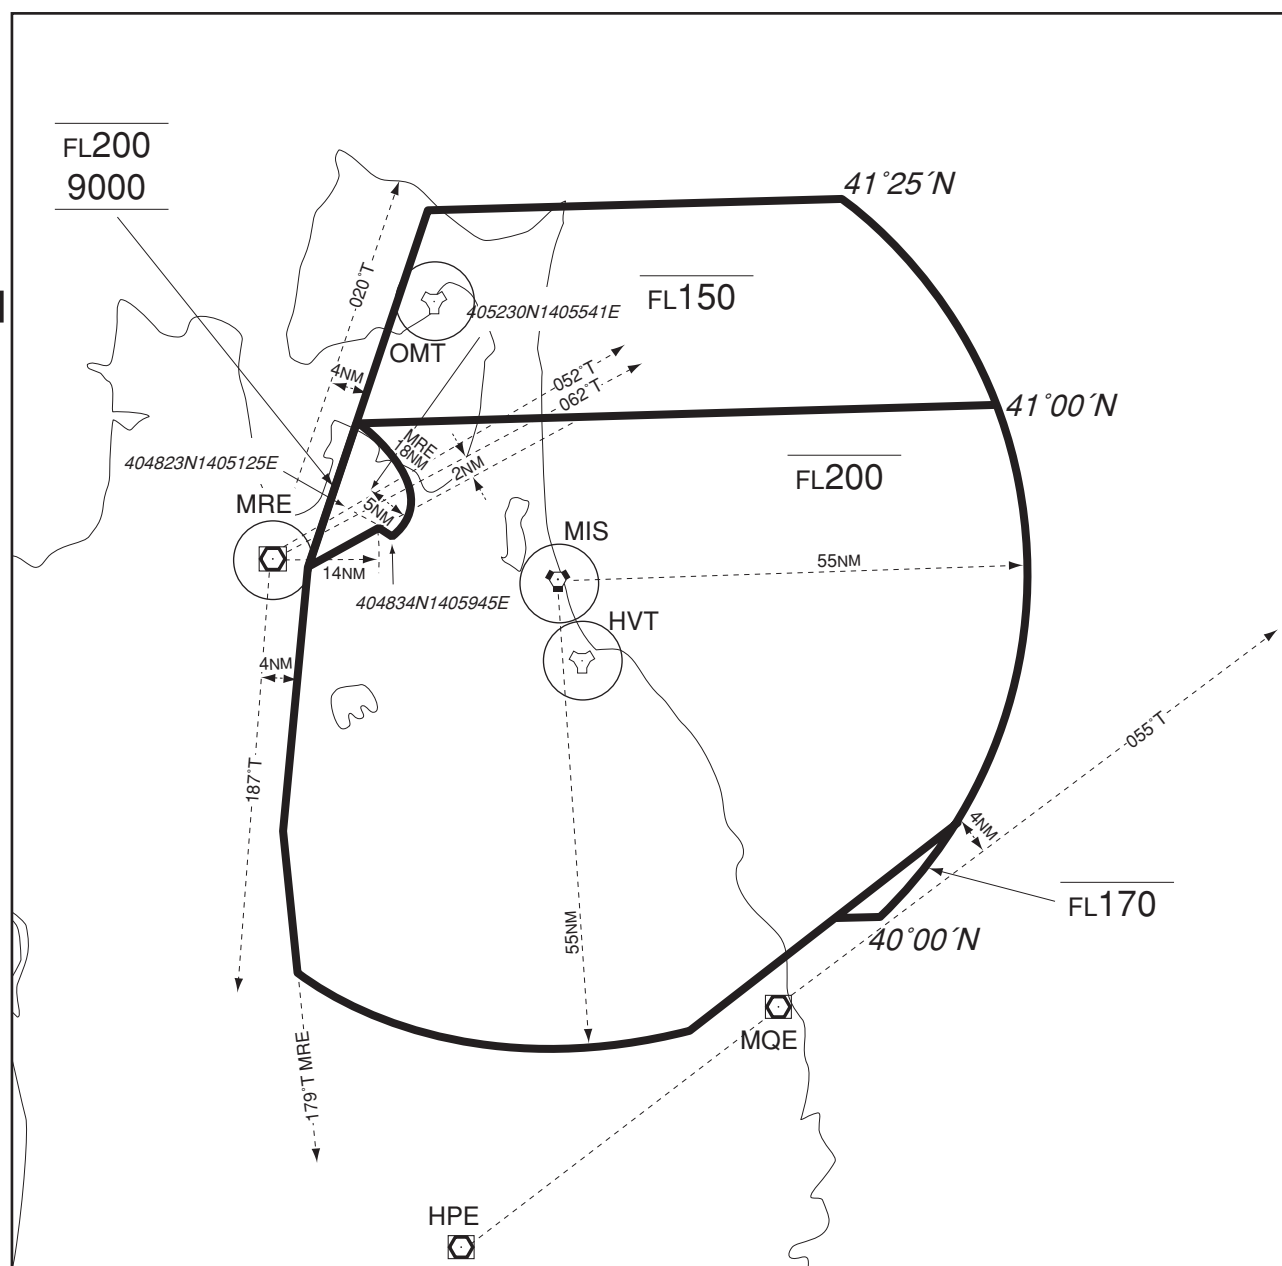 FL200
9000
41°25´N
FL150
020°T
405230N1405541E
OMT
4NM
052°T
062°T
41°00´N
MRE
18NM
2NM
404823N1405125E
FL200
MRE
5NM
MIS
55NM
14NM
404834N1405945E
HVT
4NM
055°T
187°T
4NM
FL170
55NM
40°00´N
MQE
179°T MRE
HPE